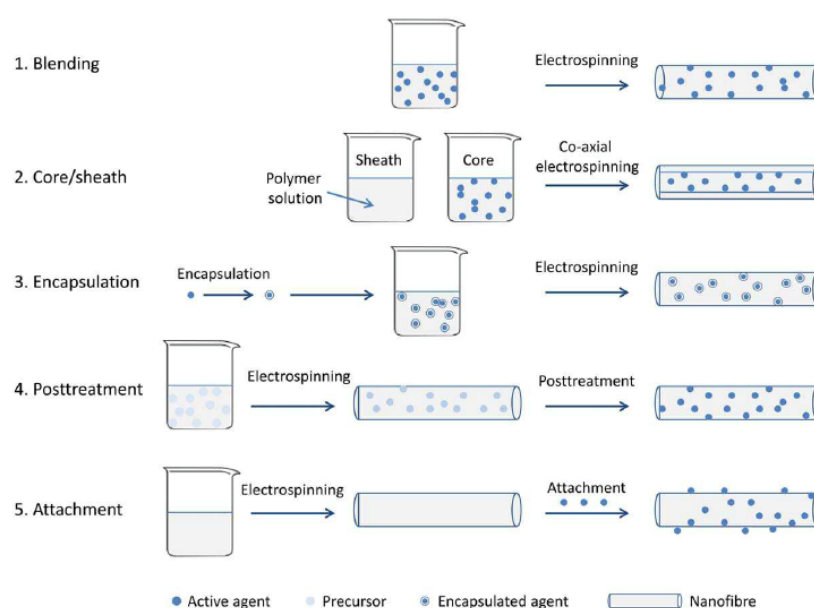 1. Blending
Electrospinning
2. Core/sheath
Polymer
solution
Sheath
Core
Co-axial
electrospinning
3. Encapsulation
Encapsulation
Electrospinning
4. Posttreatment
Electrospinning
Posttreatment
5. Attachment
Electrospinning
Attachment
Active agent
Precursor
Encapsulated agent
Nanofibre